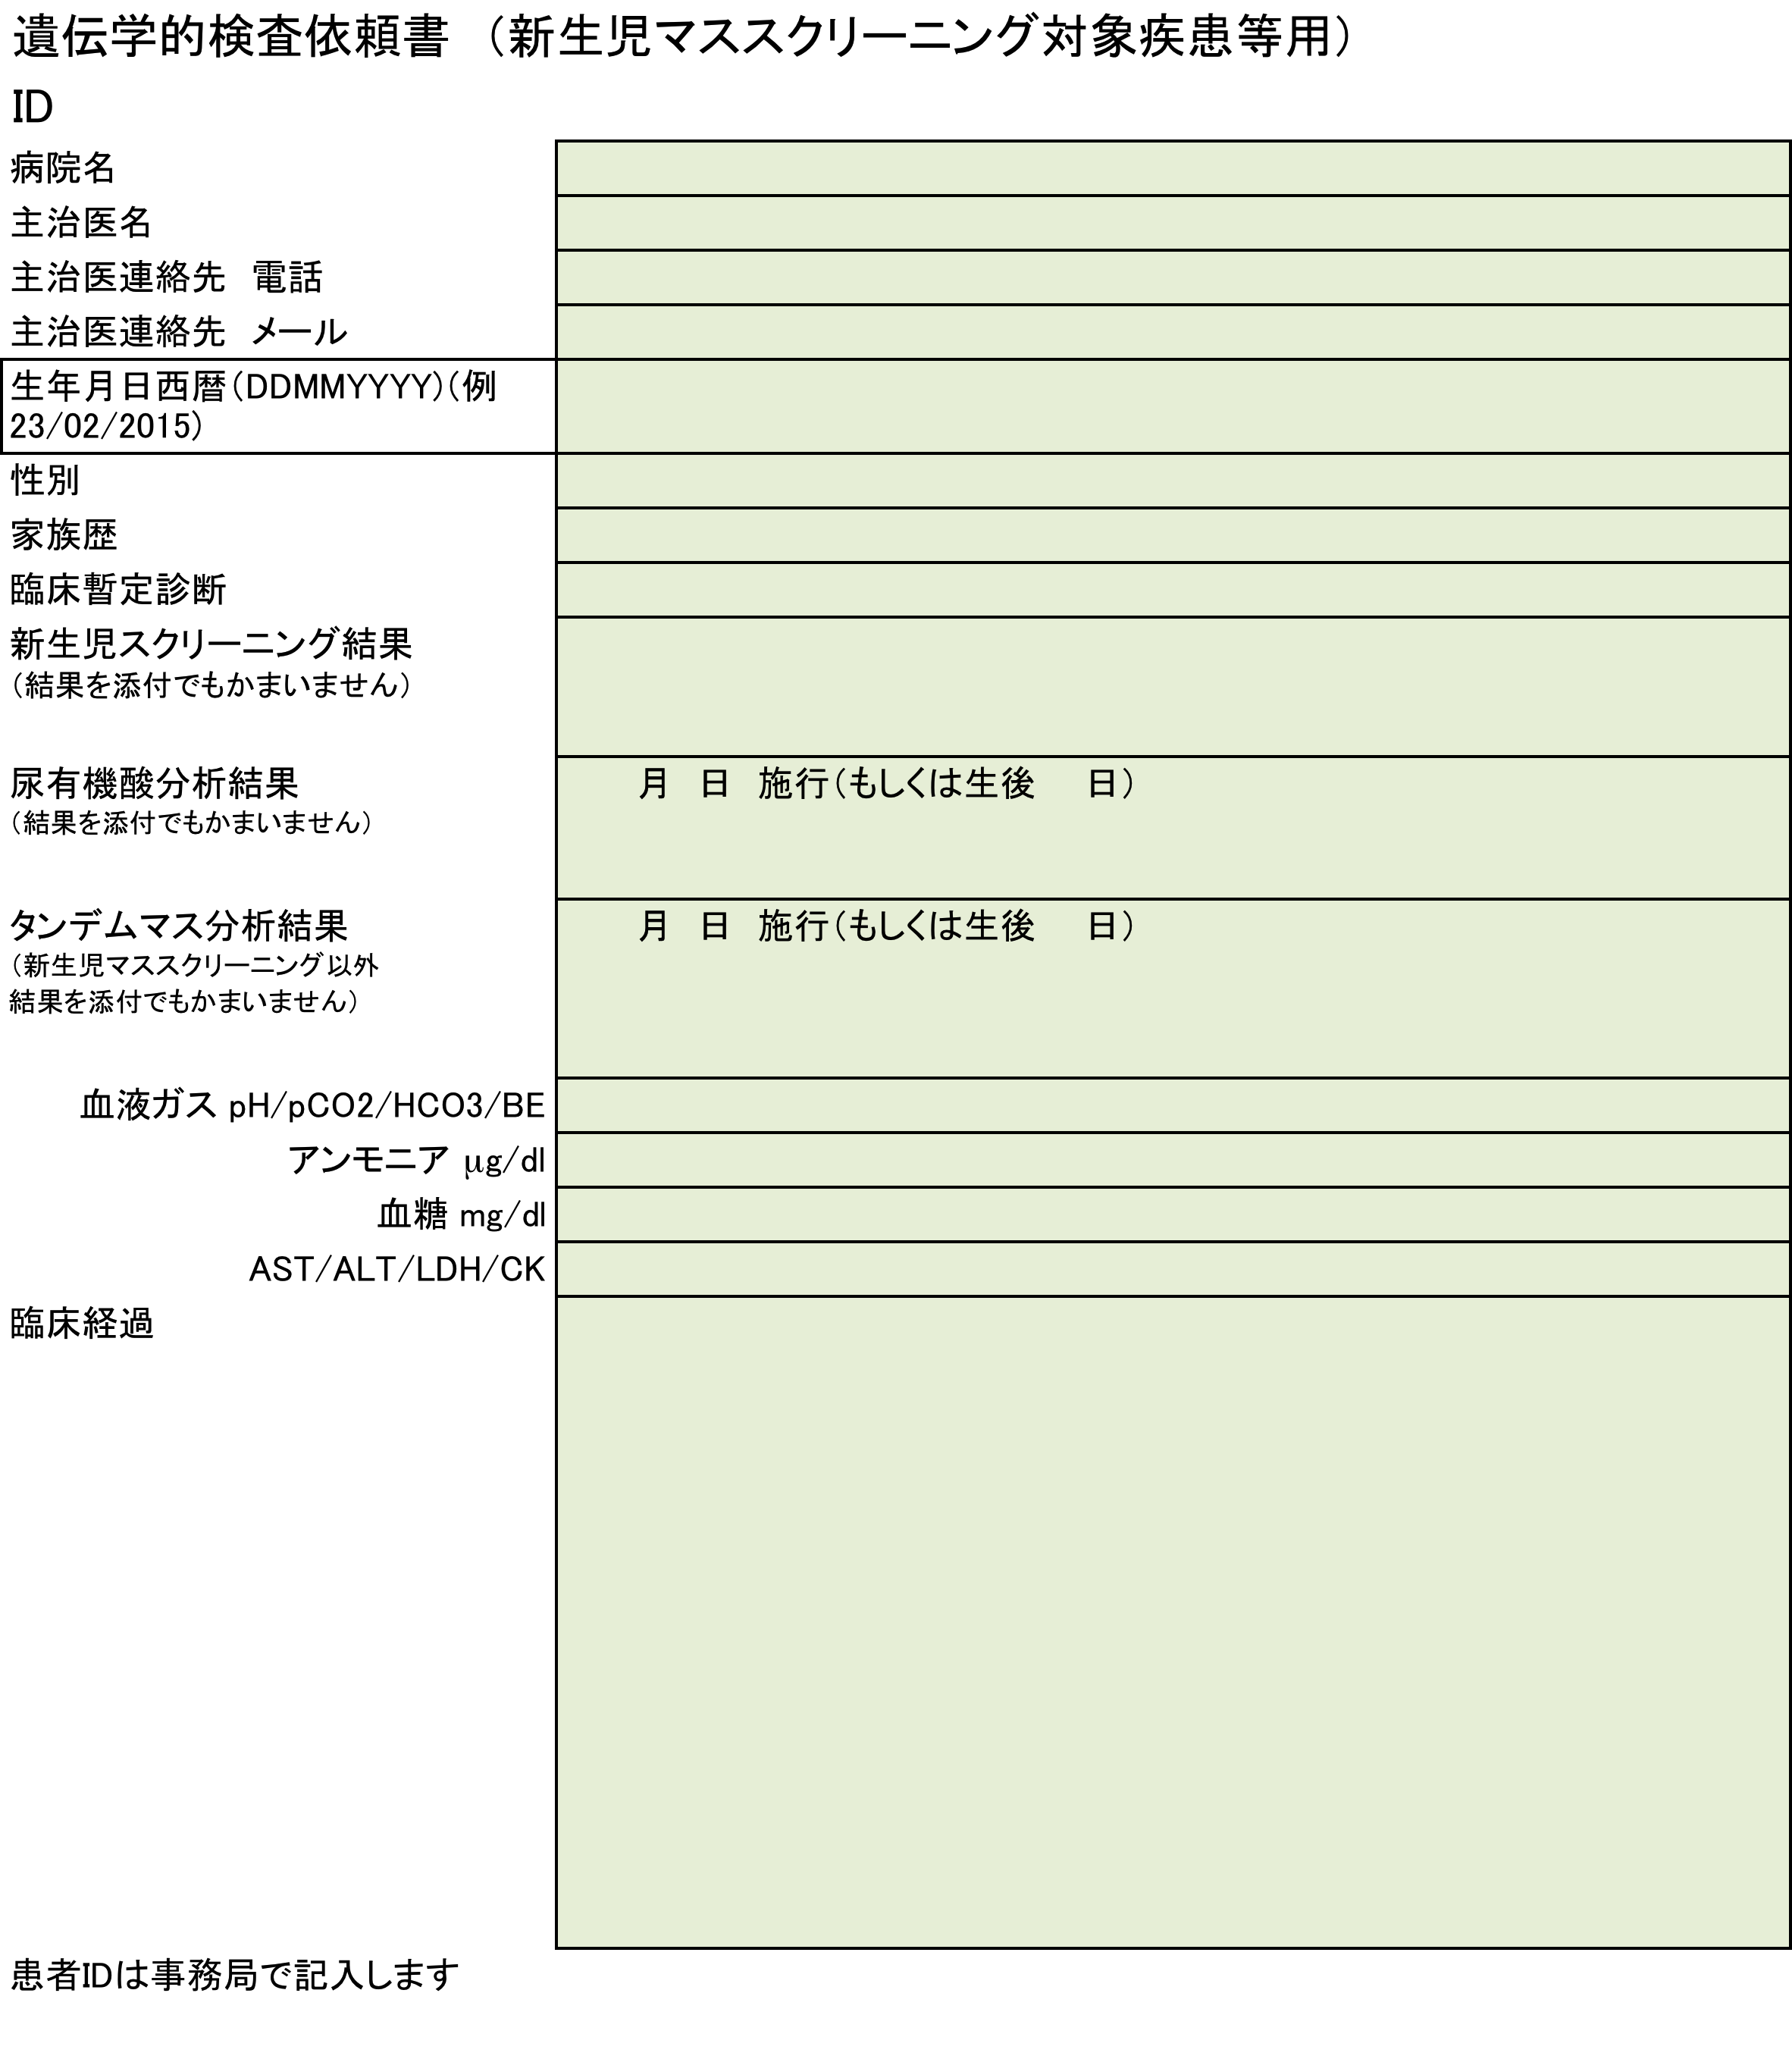 遺伝学的検査依頼書 （新生児マススクリーニング対象疾患等用）
ID
病院名
主治医名
主治医連絡先　電話
主治医連絡先　メール
生年月日西暦（DDMMYYYY）（例
23/02/2015）
性別
家族歴
臨床暫定診断
新生児スクリーニング結果
（結果を添付でもかまいません）
尿有機酸分析結果
（結果を添付でもかまいません）
月　日　施行（もしくは生後　　日）
タンデムマス分析結果
（新生児マススクリーニング以外
結果を添付でもかまいません）
月　日　施行（もしくは生後　　日）
血液ガス pH/pCO2/HCO3/BE
アンモニア μg/dl
血糖 mg/dl
AST/ALT/LDH/CK
臨床経過
患者IDは事務局で記入します